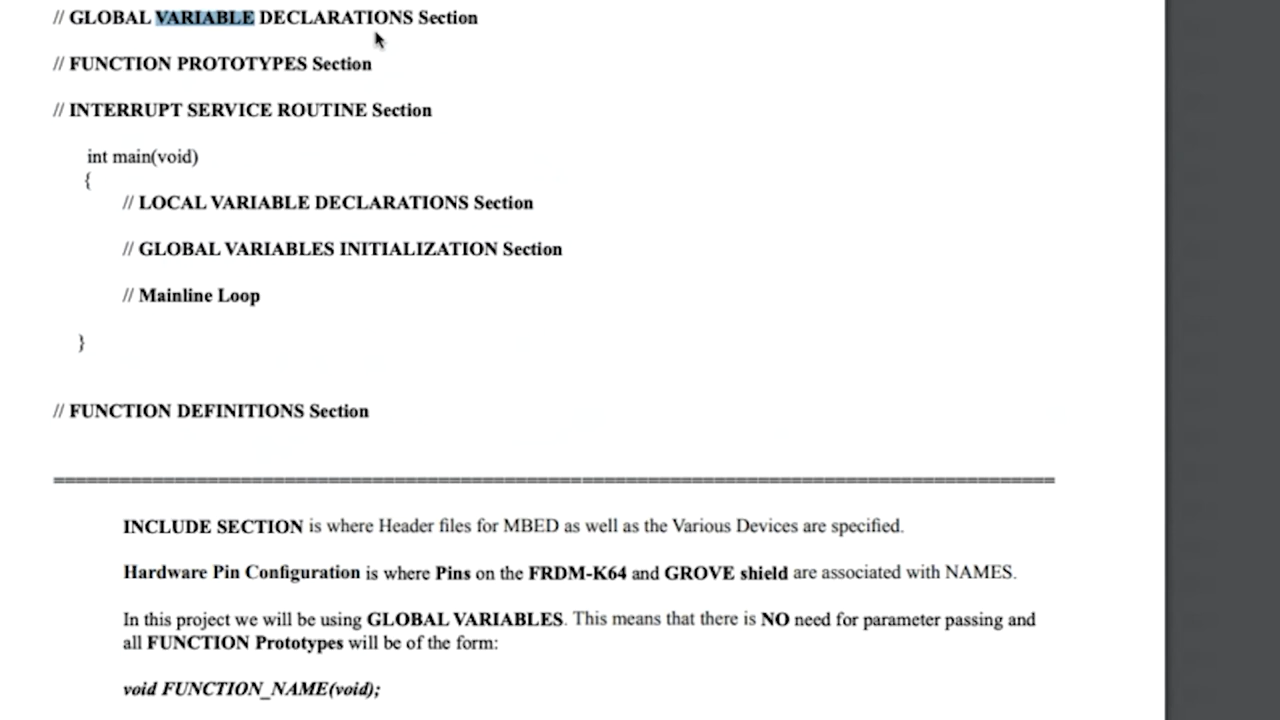 // GLOBAL VARIABLE DECLARATIONS Section
// FUNCTION PROTOTYPES Section
// INTERRUPT SERVICE ROUTINE Section
int main(void)
{
// LOCAL VARIABLE DECLARATIONS Section
// GLOBAL VARIABLES INITIALIZATION Section
// Mainline Loop
}
// FUNCTION DEFINITIONS Section
================================================================================
INCLUDE SECTION is where Header files for MBED as well as the Various Devices are specified.
Hardware Pin Configuration is where Pins on the FRDM-K64 and GROVE shield are associated with NAMES.
In this project we will be using GLOBAL VARIABLES. This means that there is NO need for parameter passing and
all FUNCTION Prototypes will be of the form:
void FUNCTION_NAME(void);